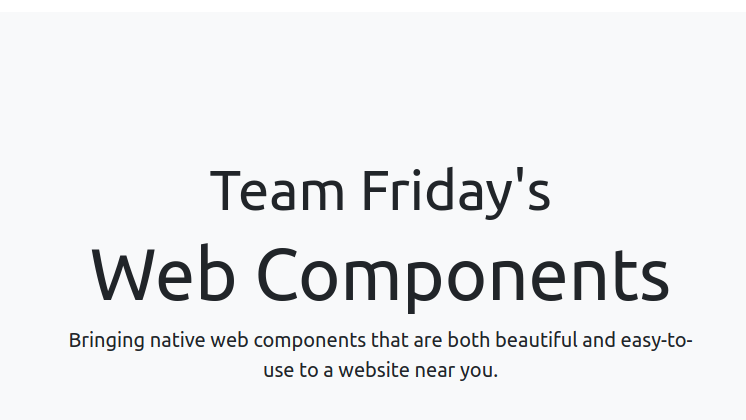 Team Friday's
Web Components
Bringing native web components that are both beautiful and easy-to-
use to a website near you.